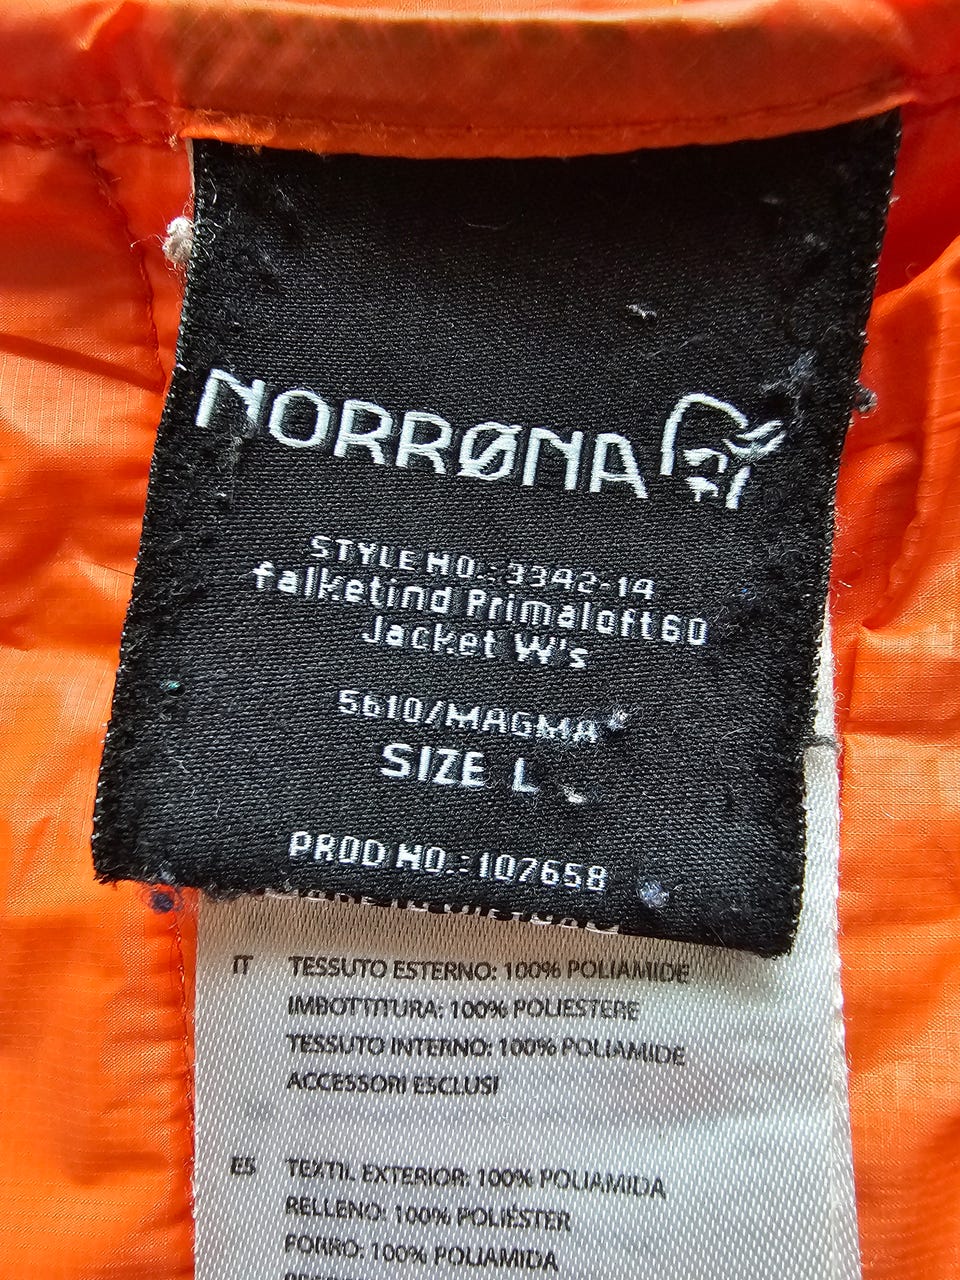 NORRØNA
STYLE NO.: 3342-14
falketind Primaloft60
Jacket W's
5610/MAGMA
SIZE L
PROD NO.: 107658
IT TESSUTO ESTERNO: 100% POLIAMIDE
IMBOTTITURA: 100% POLIESTERE
TESSUTO INTERNO: 100% POLIAMIDE
ACCESSORI ESCLUSI
ES TEXTIL EXTERIOR: 100% POLIAMIDA
RELLENO: 100% POLIÉSTER
FORRO: 100% POLIAMIDA